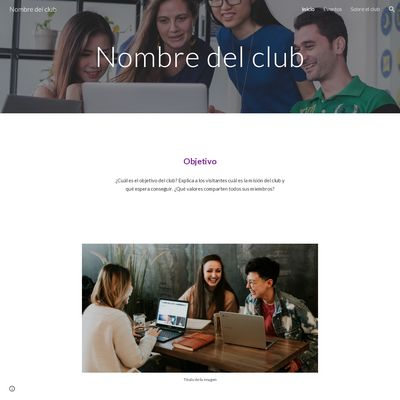 Nombre del club
Inicio Eventos Sobre el club
Nombre del club
Objetivo
¿Cuál es el objetivo del club? Explica a los visitantes cuál es la misión del club y
qué espera conseguir. ¿Qué valores comparten todos sus miembros?
Título de la imagen